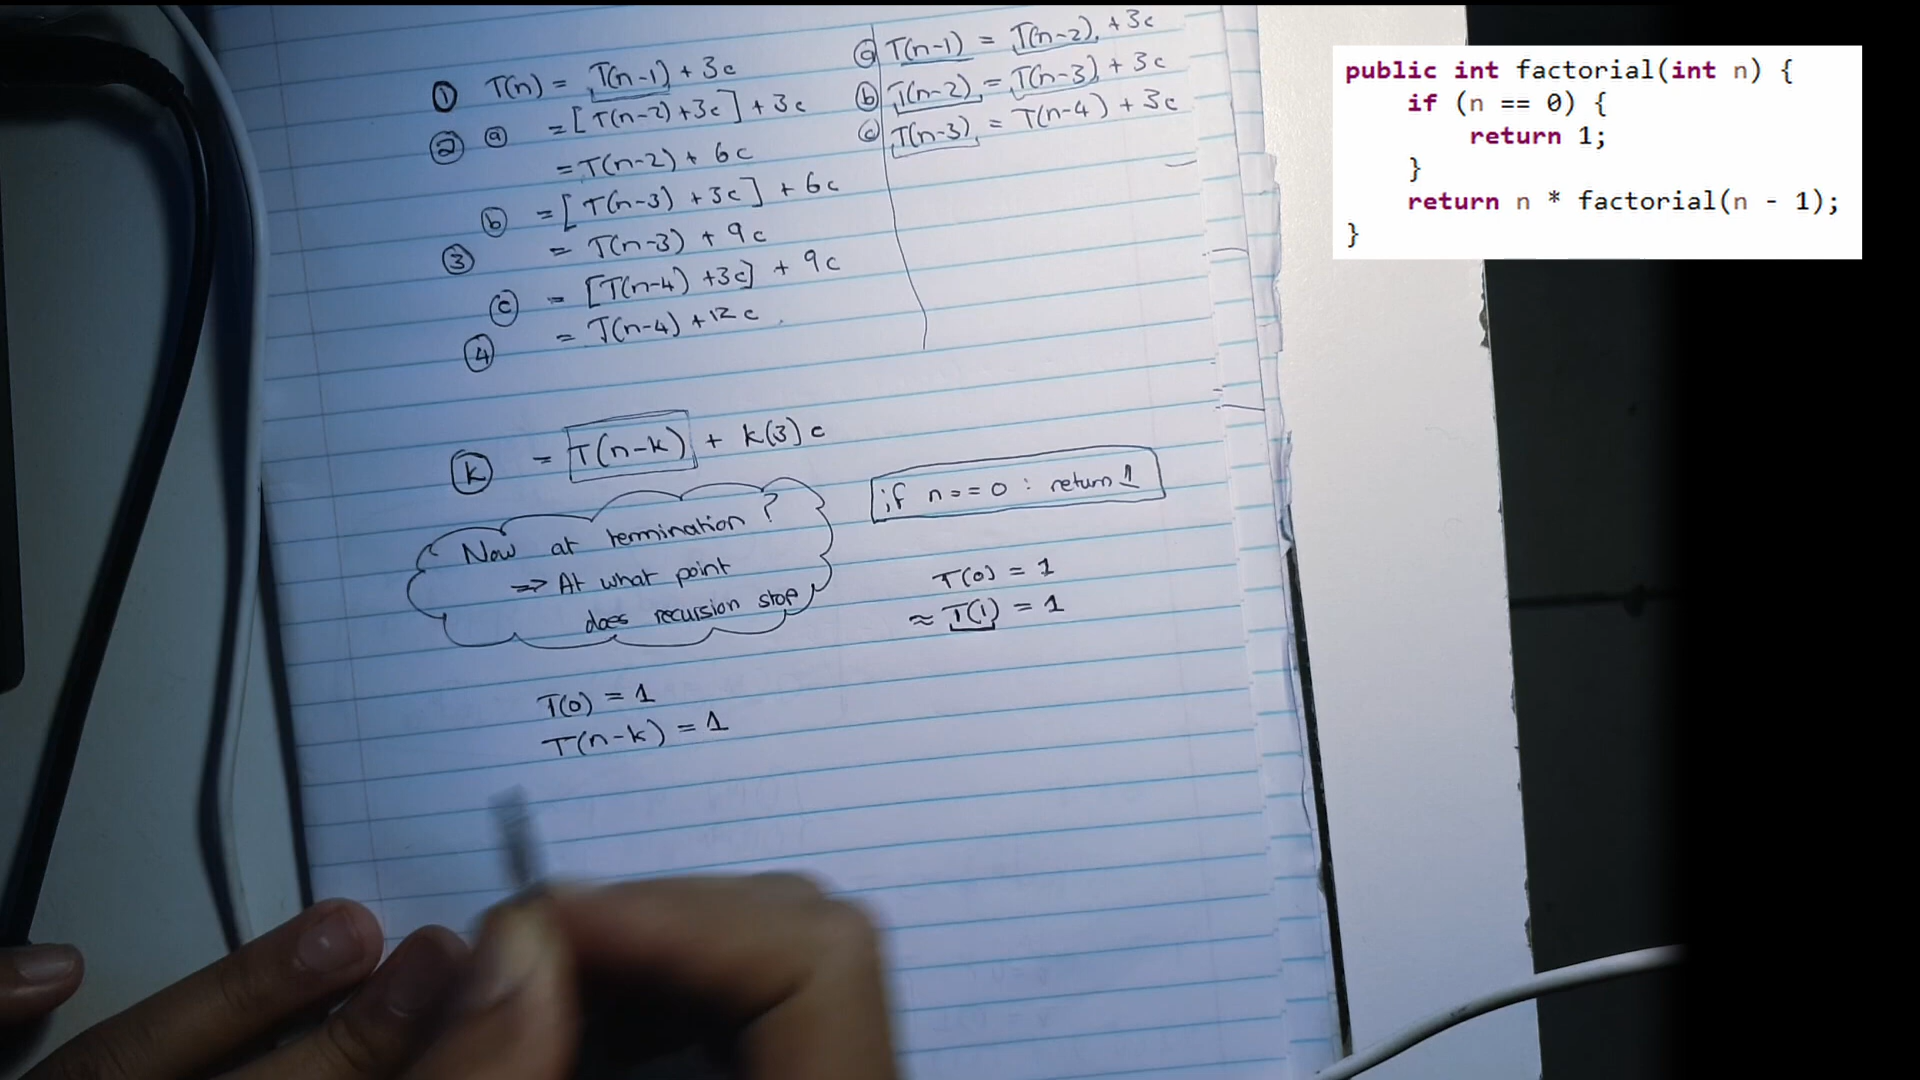 ① T(n) = T(n-1) + 3c
② ⓐ = [T(n-2)+3c] + 3c
= T(n-2) + 6c
ⓑ = [T(n-3) + 3c] + 6c
③ = T(n-3) + 9c
ⓒ = [T(n-4) + 3c] + 9c
④ = T(n-4) + 12c
ⓐ T(n-1) = T(n-2) + 3c
ⓑ T(n-2) = T(n-3) + 3c
ⓒ T(n-3) = T(n-4) + 3c
ⓚ = T(n-k) + k(3)c
Now at termination?
=> At what point
does recursion stop
if n == 0 : return 1
T(0) = 1
≈ T(1) = 1
T(0) = 1
T(n-k) = 1
public int factorial(int n) {
if (n == 0) {
return 1;
}
return n * factorial(n - 1);
}